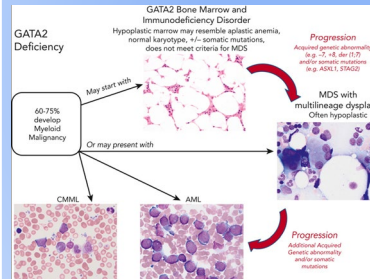 GATA2
Deficiency
GATA2 Bone Marrow and
Immunodeficiency Disorder
Hypoplastic marrow may resemble aplastic anemia,
normal karyotype, +/– somatic mutations,
does not meet criteria for MDS
Progression
Acquired genetic abnormality
(e.g. –7, +8, der (1;7)
and/or somatic mutations
(e.g. ASXL1, STAG2)
May start with
60-75%
develop
Myeloid
Malignancy
Or may present with
MDS with
multilineage dyspla
Often hypoplastic
CMML
AML
Progression
Additional Acquired
Genetic abnormality
and/or somatic
mutations